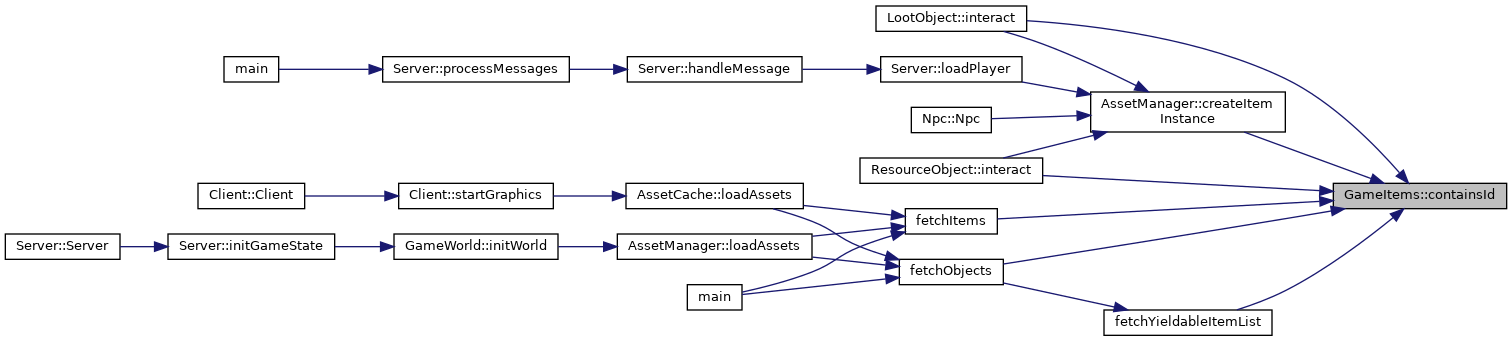 LootObject::interact
main
Server::processMessages
Server::handleMessage
Server::loadPlayer
AssetManager::createItem
Instance
Npc::Npc
ResourceObject::interact
Client::Client
Client::startGraphics
AssetCache::loadAssets
GameItems::containsId
fetchItems
Server::Server
Server::initGameState
GameWorld::initWorld
AssetManager::loadAssets
fetchObjects
main
fetchYieldableItemList